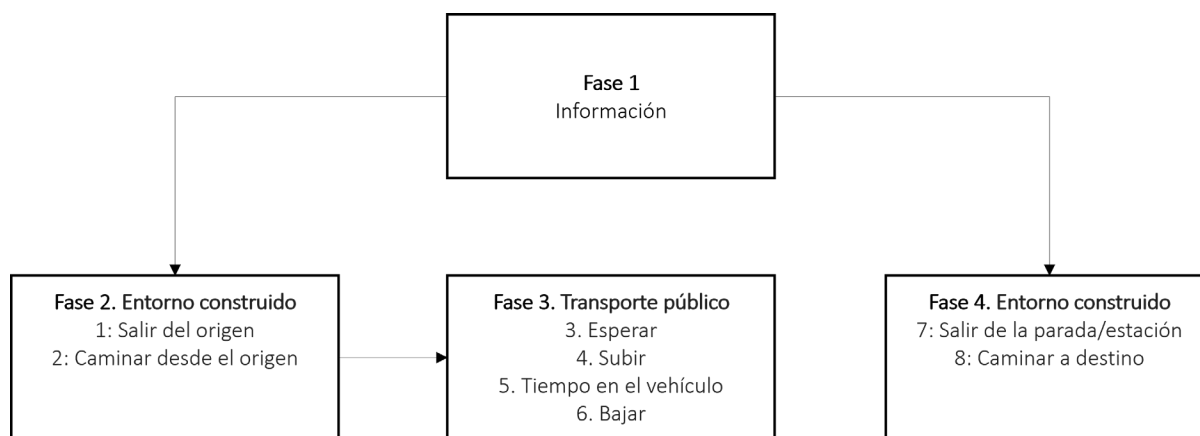 Fase 1
Información
Fase 2. Entorno construido
1: Salir del origen
2: Caminar desde el origen
Fase 3. Transporte público
3. Esperar
4. Subir
5. Tiempo en el vehículo
6. Bajar
Fase 4. Entorno construido
7: Salir de la parada/estación
8: Caminar a destino